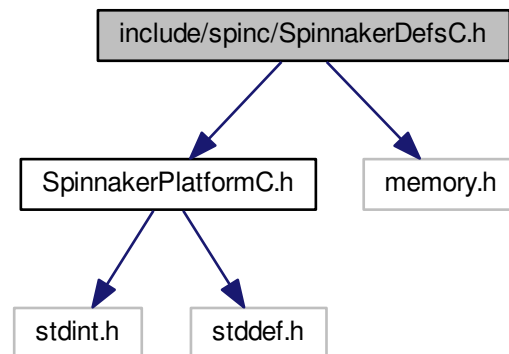 include/spinc/SpinnakerDefsC.h
SpinnakerPlatformC.h
memory.h
stdint.h
stddef.h